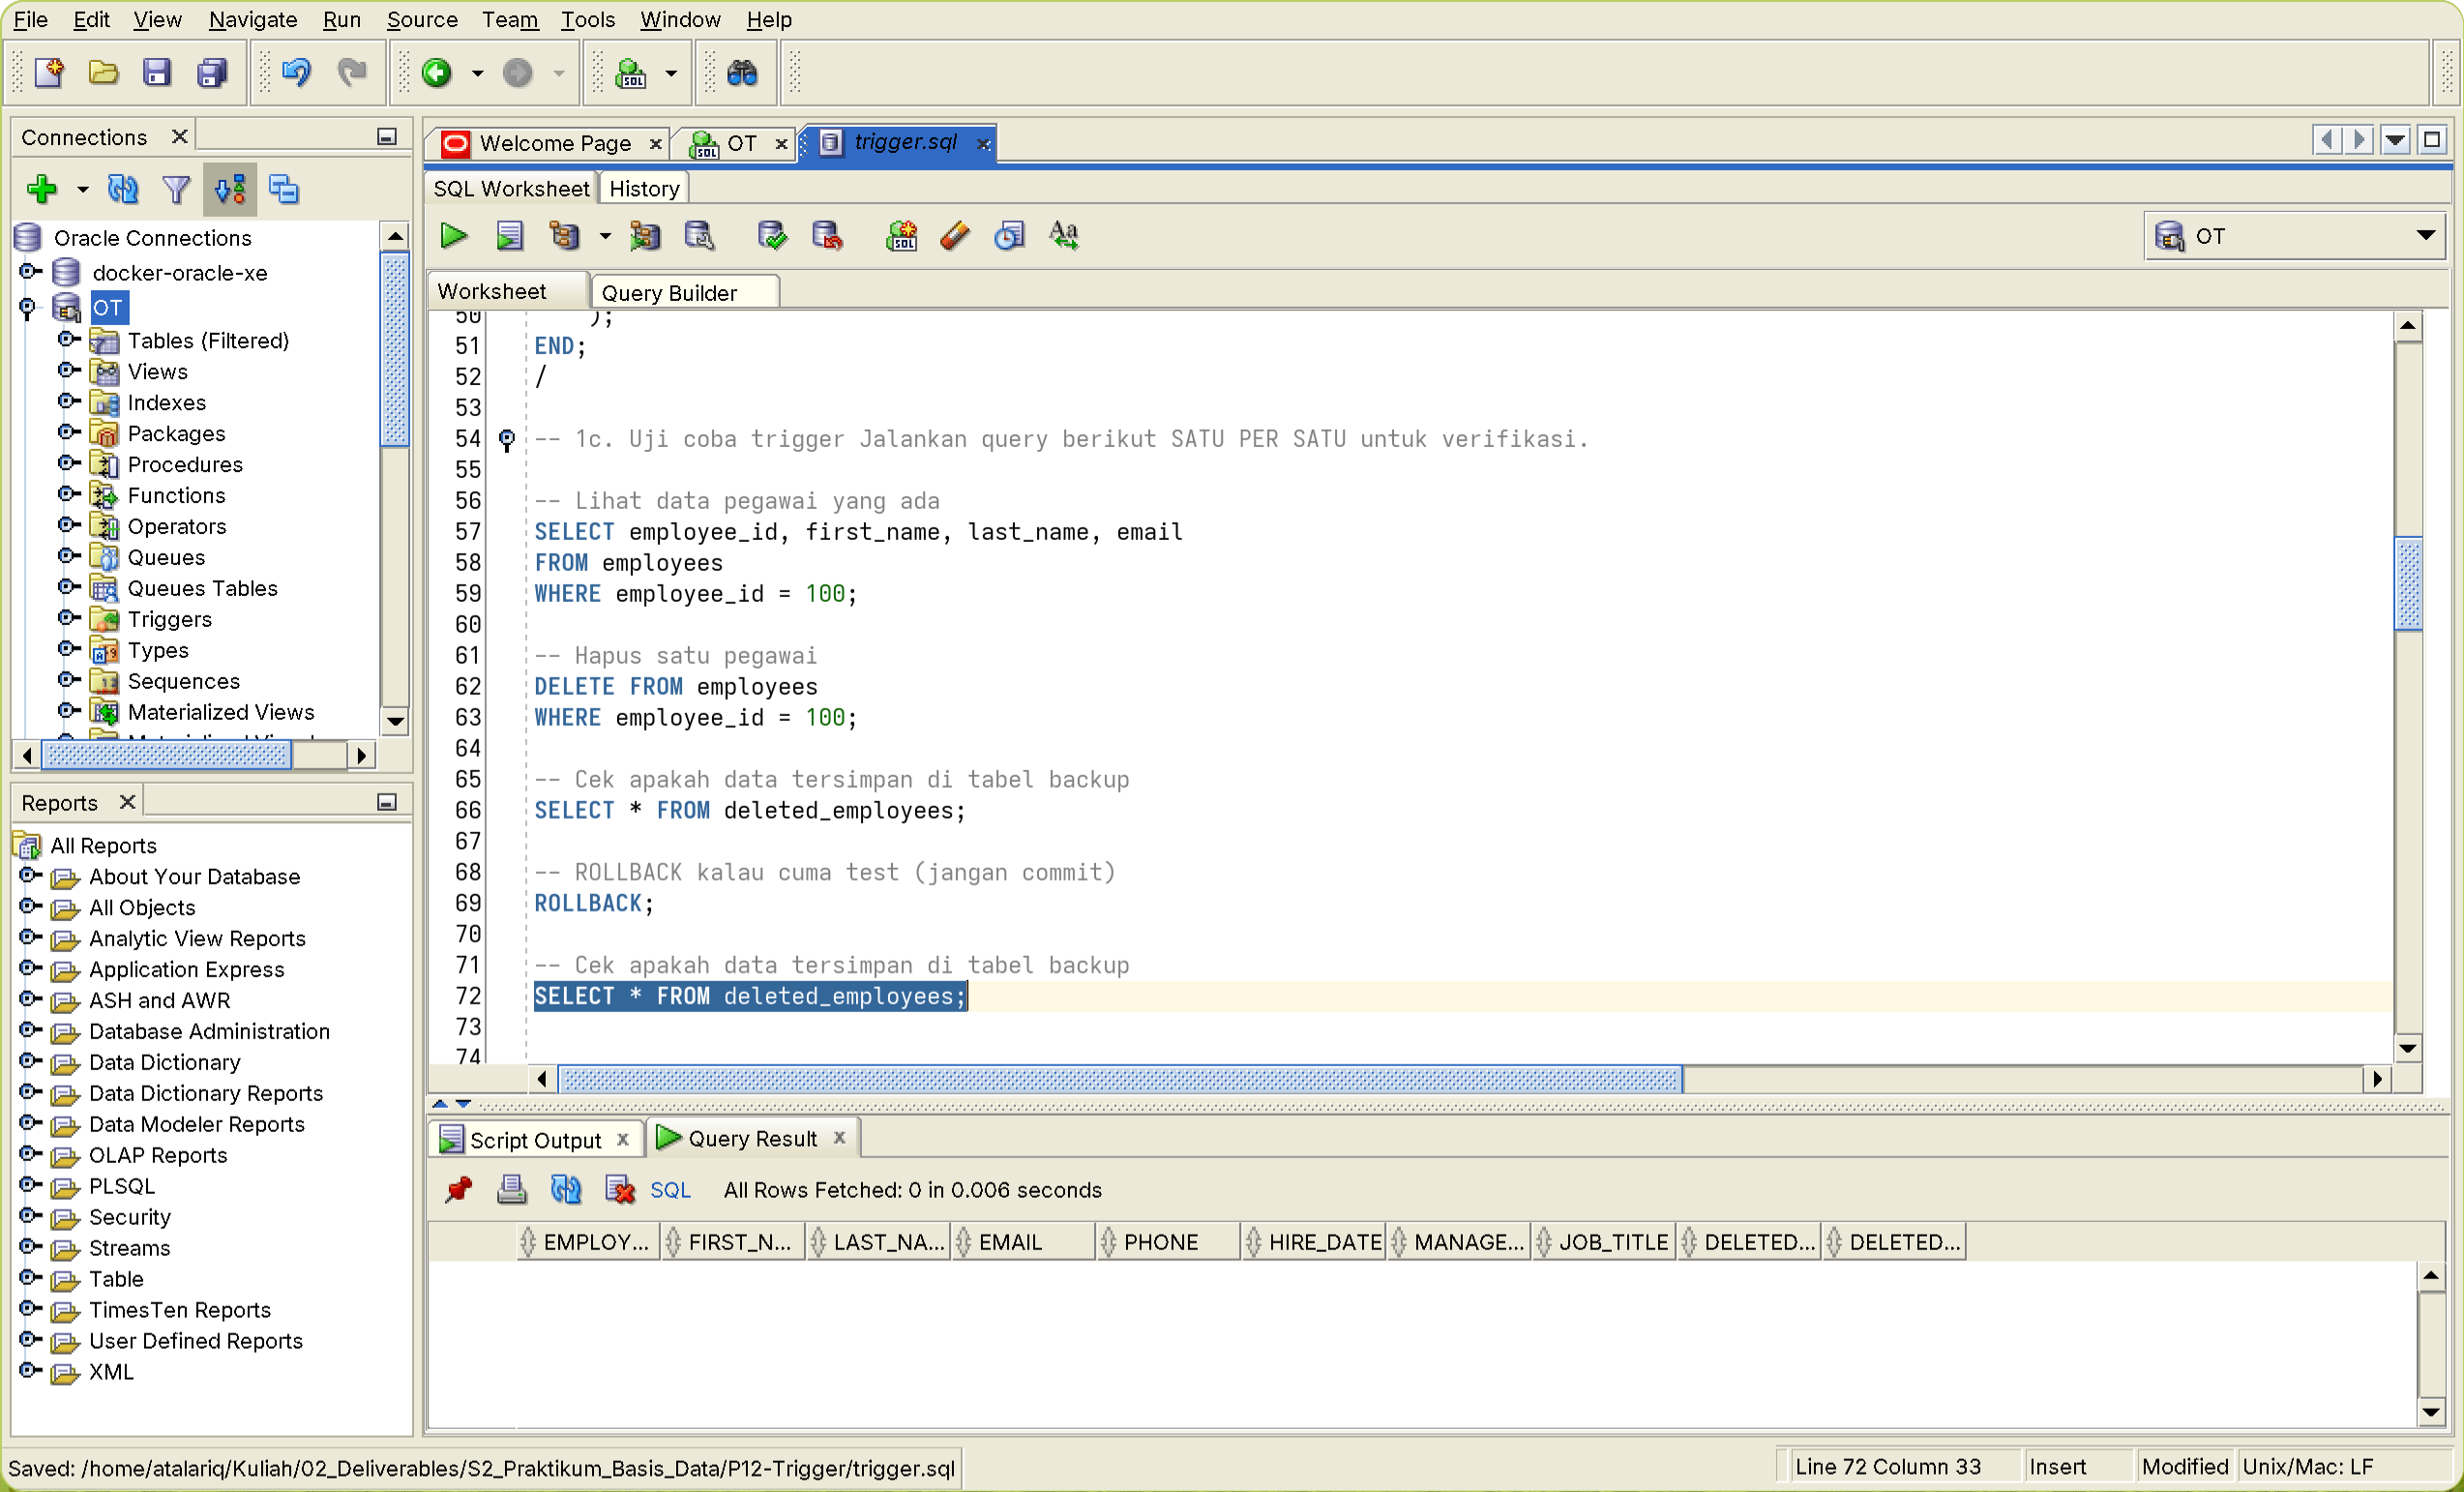 File Edit View Navigate Run Source Team Tools Window Help
Connections
Oracle Connections
docker-oracle-xe
OT
Tables (Filtered)
Views
Indexes
Packages
Procedures
Functions
Operators
Queues
Queues Tables
Triggers
Types
Sequences
Materialized Views
Reports
All Reports
About Your Database
All Objects
Analytic View Reports
Application Express
ASH and AWR
Database Administration
Data Dictionary
Data Dictionary Reports
Data Modeler Reports
OLAP Reports
PLSQL
Security
Streams
Table
TimesTen Reports
User Defined Reports
XML
Welcome Page OT trigger.sql
SQL Worksheet History
OT
Worksheet Query Builder
50 );
51 END;
52 /
53
54 -- 1c. Uji coba trigger Jalankan query berikut SATU PER SATU untuk verifikasi.
55
56 -- Lihat data pegawai yang ada
57 SELECT employee_id, first_name, last_name, email
58 FROM employees
59 WHERE employee_id = 100;
60
61 -- Hapus satu pegawai
62 DELETE FROM employees
63 WHERE employee_id = 100;
64
65 -- Cek apakah data tersimpan di tabel backup
66 SELECT * FROM deleted_employees;
67
68 -- ROLLBACK kalau cuma test (jangan commit)
69 ROLLBACK;
70
71 -- Cek apakah data tersimpan di tabel backup
72 SELECT * FROM deleted_employees;
73
74
Script Output Query Result
SQL All Rows Fetched: 0 in 0.006 seconds
EMPLOY... FIRST_N... LAST_NA... EMAIL PHONE HIRE_DATE MANAGE... JOB_TITLE DELETED... DELETED...
Saved: /home/atalariq/Kuliah/02_Deliverables/S2_Praktikum_Basis_Data/P12-Trigger/trigger.sql
Line 72 Column 33 Insert Modified Unix/Mac: LF